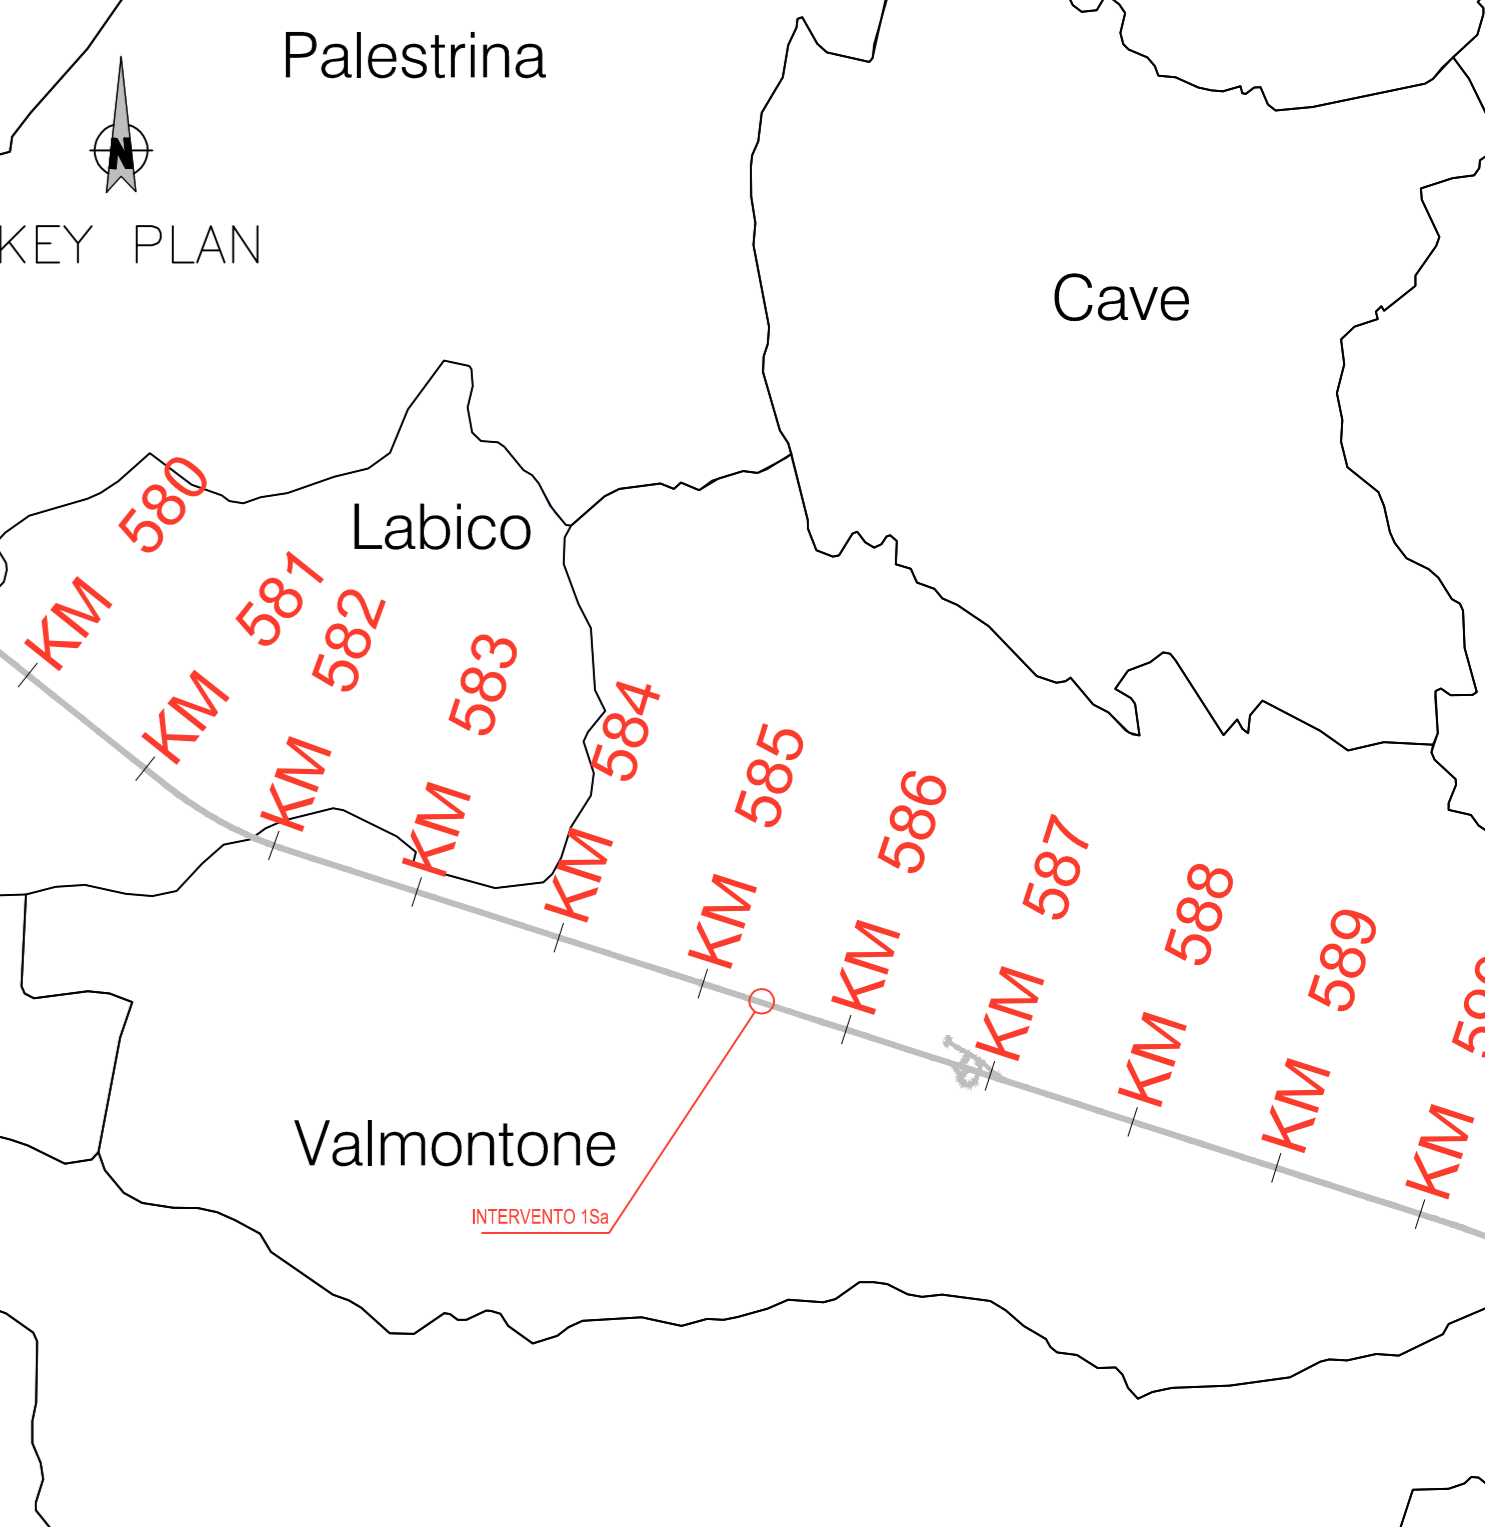 Palestrina
N
KEY PLAN
Cave
Labico
KM 580
KM 581
KM 582
KM 583
KM 584
KM 585
KM 586
KM 587
KM 588
KM 589
KM
Valmontone
INTERVENTO 1Sa